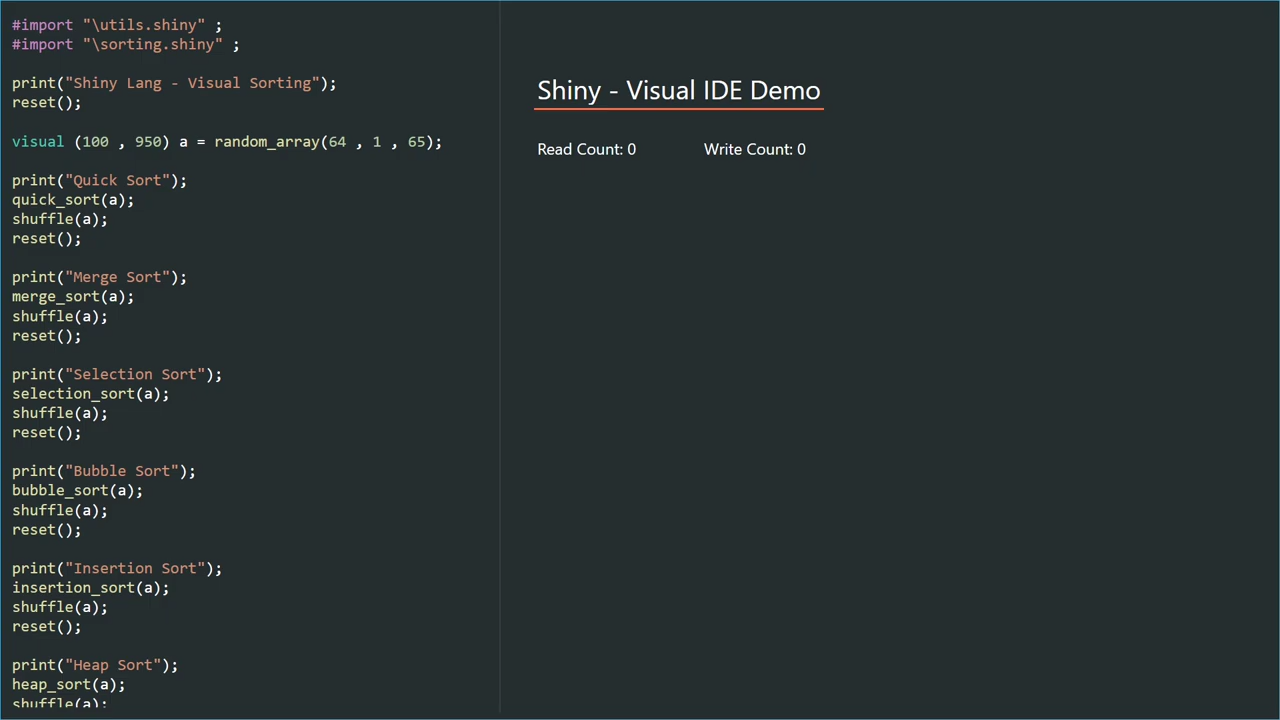 #import "\utils.shiny" ;
#import "\sorting.shiny" ;
print("Shiny Lang - Visual Sorting");
reset();
visual (100 , 950) a = random_array(64 , 1 , 65);
print("Quick Sort");
quick_sort(a);
shuffle(a);
reset();
print("Merge Sort");
merge_sort(a);
shuffle(a);
reset();
print("Selection Sort");
selection_sort(a);
shuffle(a);
reset();
print("Bubble Sort");
bubble_sort(a);
shuffle(a);
reset();
print("Insertion Sort");
insertion_sort(a);
shuffle(a);
reset();
print("Heap Sort");
heap_sort(a);
shuffle(a);
Shiny - Visual IDE Demo
Read Count: 0
Write Count: 0